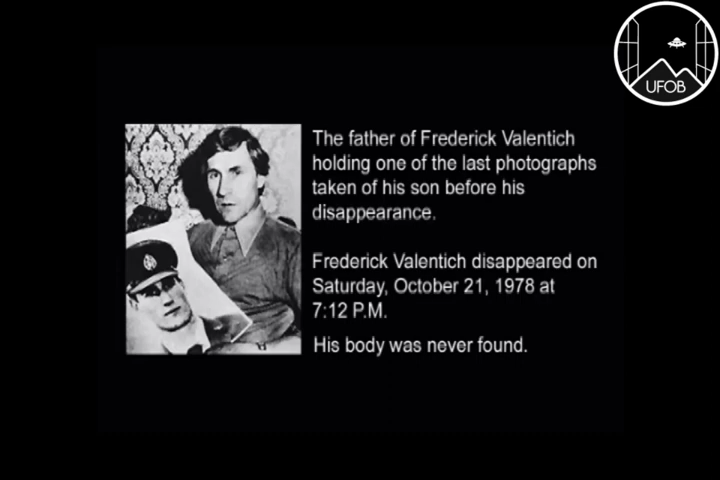 UFOB
The father of Frederick Valentich
holding one of the last photographs
taken of his son before his
disappearance.
Frederick Valentich disappeared on
Saturday, October 21, 1978 at
7:12 P.M.
His body was never found.